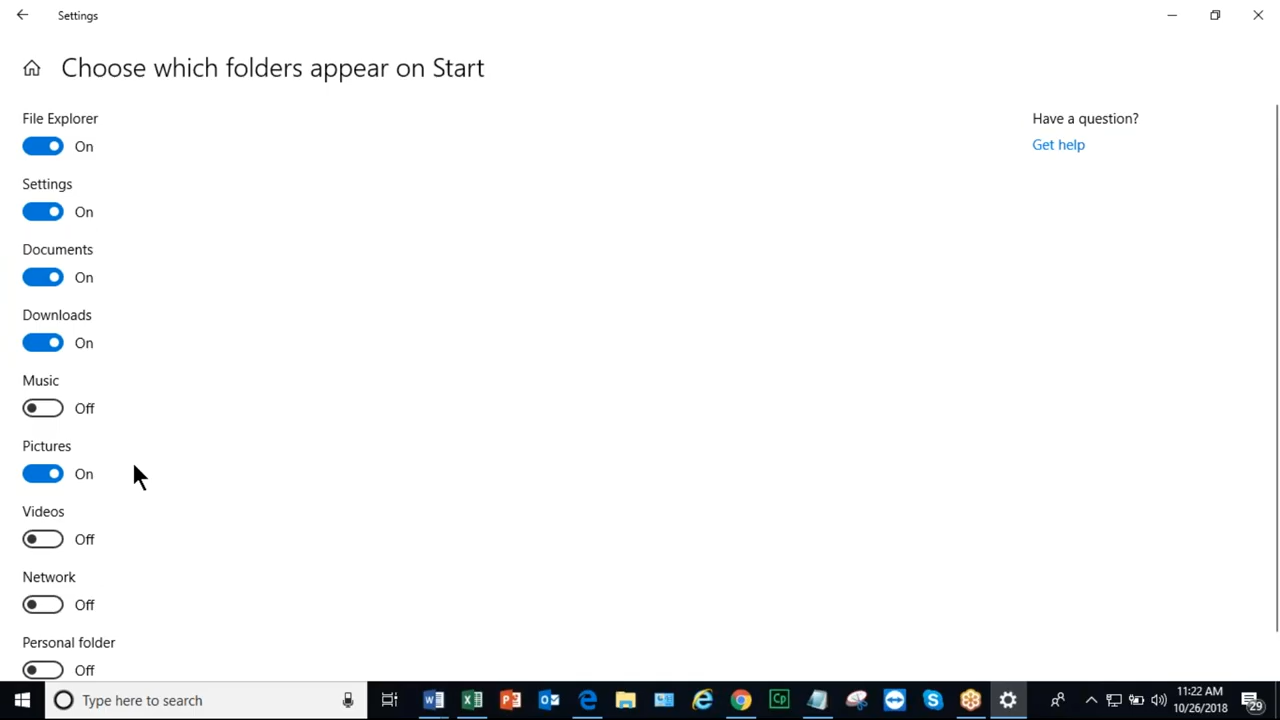 Settings
Choose which folders appear on Start
File Explorer
On
Settings
On
Documents
On
Downloads
On
Music
Off
Pictures
On
Videos
Off
Network
Off
Personal folder
Off
Have a question?
Get help
Type here to search
11:22 AM
10/26/2018
29